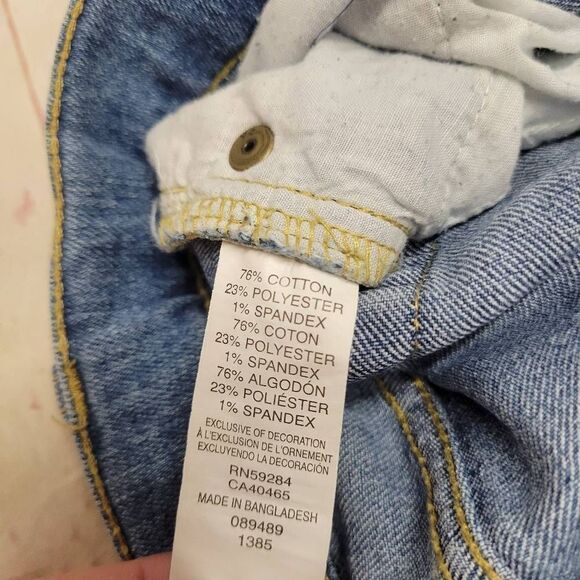 76% COTTON
23% POLYESTER
1% SPANDEX
76% COTON
23% POLYESTER
1% SPANDEX
76% ALGODÓN
23% POLIÉSTER
1% SPANDEX
EXCLUSIVE OF DECORATION
À L'EXCLUSION DE L'ORNEMENT
EXCLUYENDO LA DECORACIÓN
RN59284
CA40465
MADE IN BANGLADESH
089489
1385